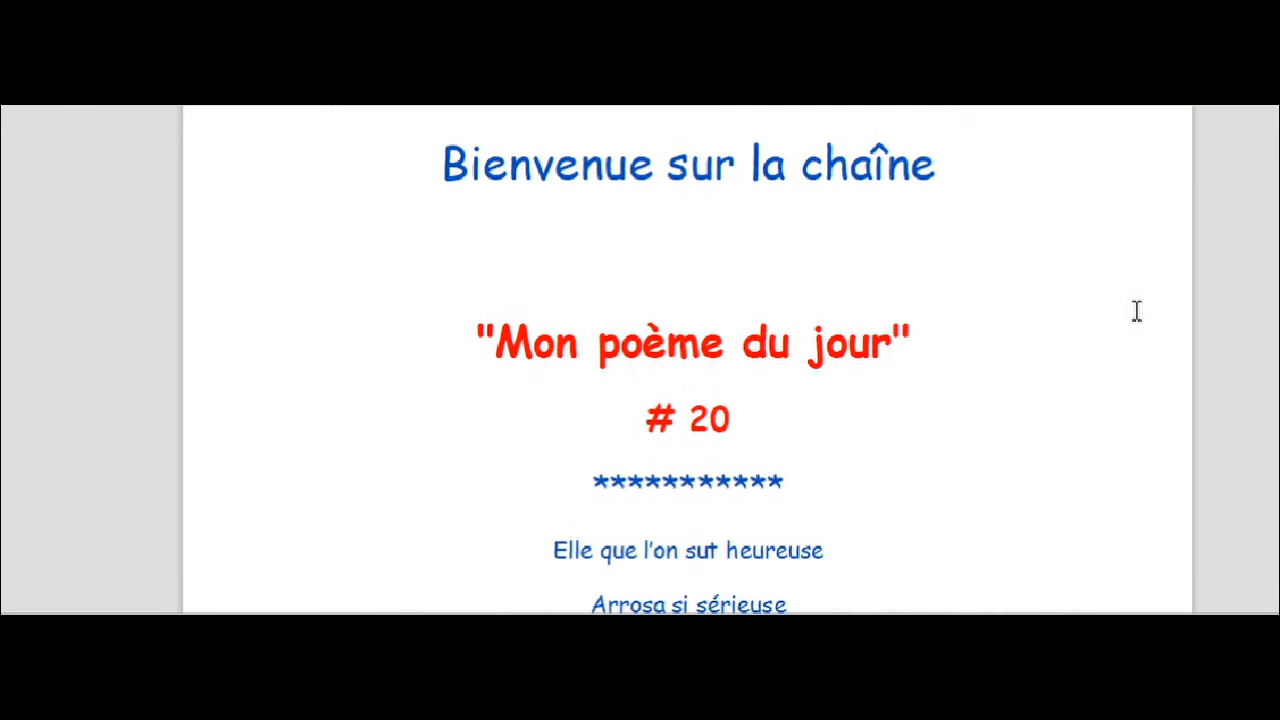 Bienvenue sur la chaîne
"Mon poème du jour"
# 20
***********
Elle que l'on sut heureuse
Arrosa si sérieuse